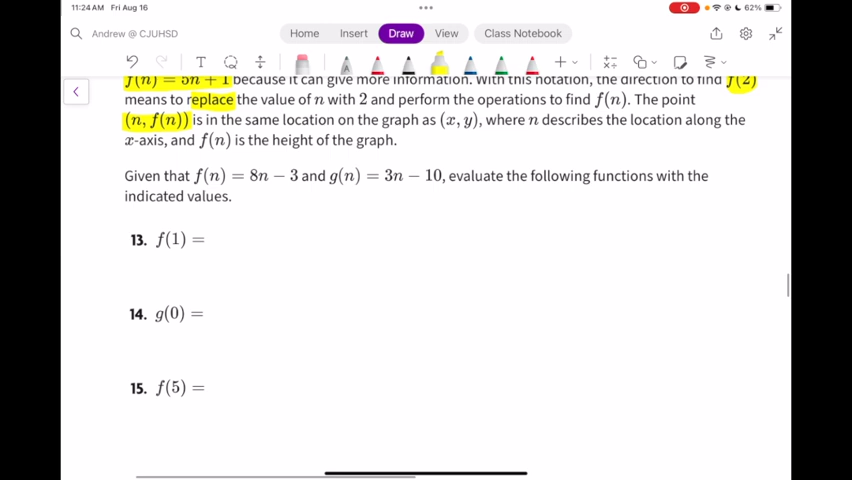 11:24 AM Fri Aug 16
62%
Andrew @ CJUHSD
Home Insert Draw View Class Notebook
f(n) = 5n + 1 because it can give more information. With this notation, the direction to find f(2)
means to replace the value of n with 2 and perform the operations to find f(n). The point
(n, f(n)) is in the same location on the graph as (x, y), where n describes the location along the
x-axis, and f(n) is the height of the graph.
Given that f(n) = 8n − 3 and g(n) = 3n − 10, evaluate the following functions with the
indicated values.
13. f(1) =
14. g(0) =
15. f(5) =